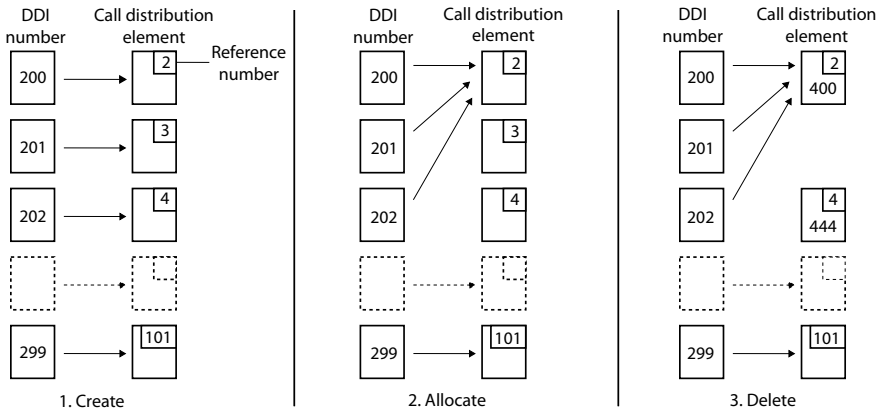 DDI number
Call distribution element
Reference number
200
2
201
3
202
4
299
101
1. Create
DDI number
Call distribution element
200
2
201
3
202
4
299
101
2. Allocate
DDI number
Call distribution element
200
2
400
201
202
4
444
299
101
3. Delete